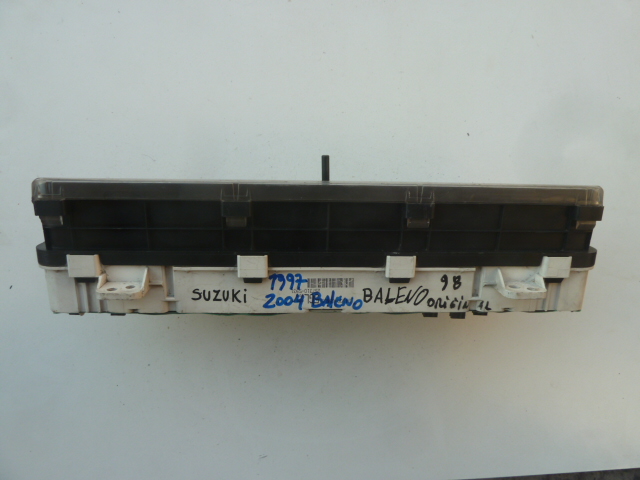 SUZUKi
1997-
2004 BALENO
BALENO
98
ORIGINAL